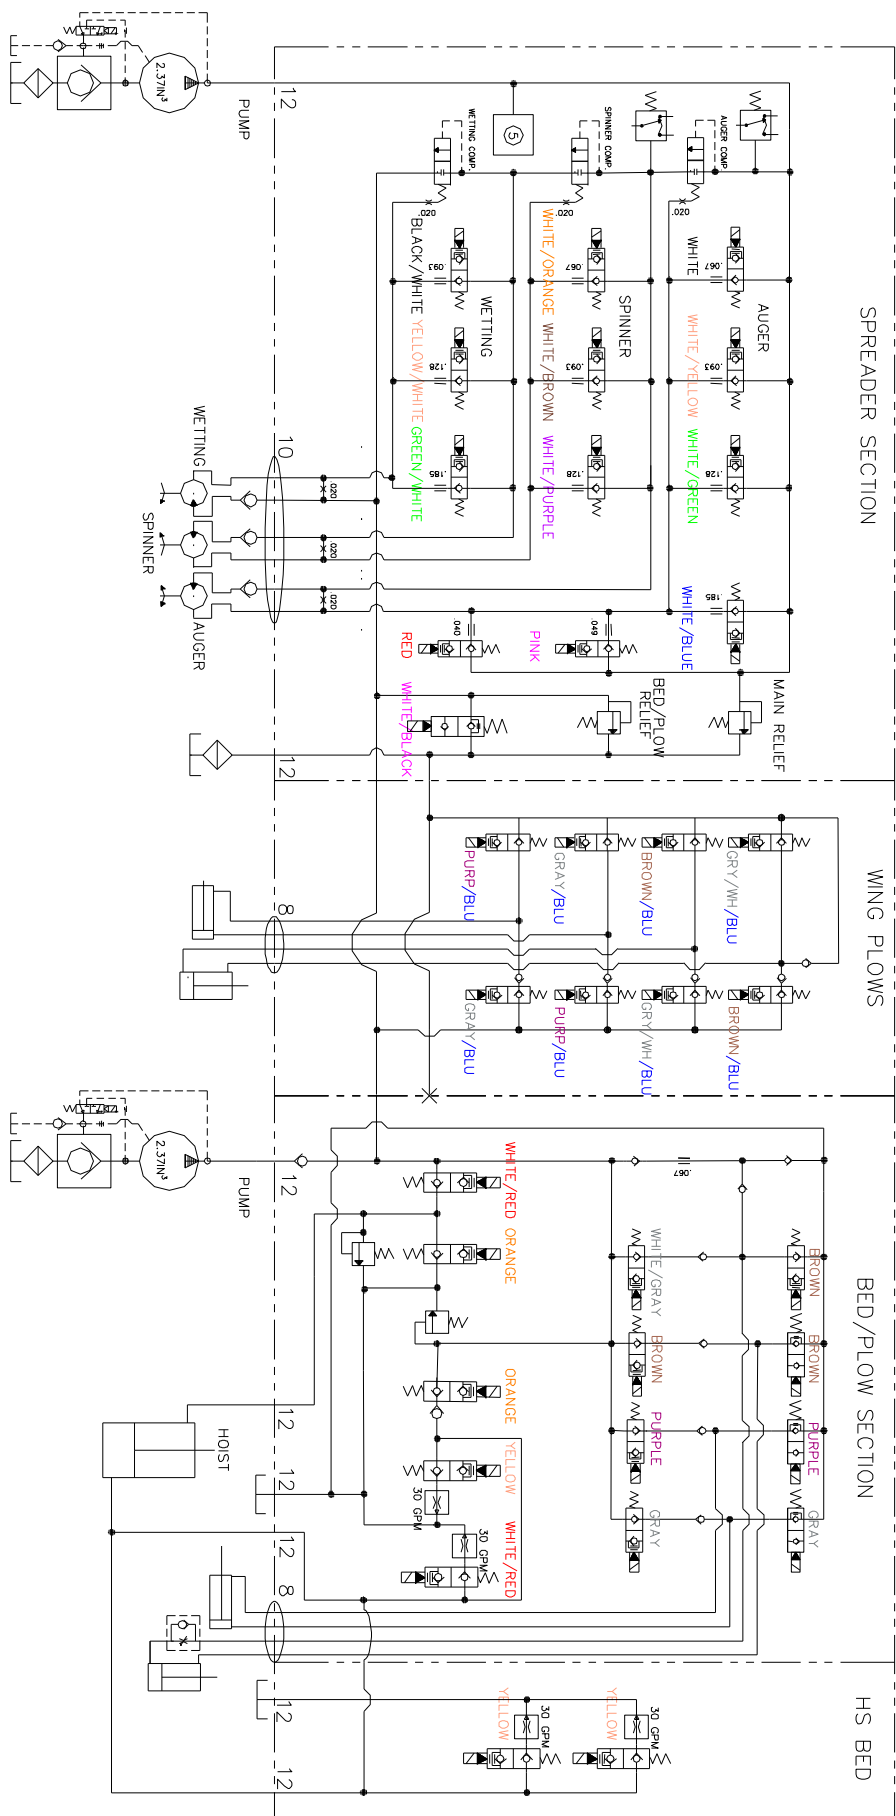 SPREADER SECTION
WING PLOWS
BED/PLOW SECTION
HS BED
2.37IN³
PUMP
12
5
AUGER COMP.
SPINNER COMP.
WETTING COMP.
.020
.020
.020
AUGER
WHITE
.067
WHITE/YELLOW
.093
WHITE/GREEN
.128
WHITE/BLUE
.185
SPINNER
WHITE/ORANGE
.067
WHITE/BROWN
.093
WHITE/PURPLE
.128
WETTING
BLACK/WHITE
.093
YELLOW/WHITE
.128
GREEN/WHITE
.185
10
WETTING
SPINNER
AUGER
.020
.020
.020
RED
.040
PINK
.049
WHITE/BLACK
BED/PLOW
RELIEF
MAIN RELIEF
12
PURP/BLU
GRAY/BLU
BROWN/BLU
GRY/WH/BLU
8
GRAY/BLU
PURP/BLU
GRY/WH/BLU
BROWN/BLU
2.37IN³
PUMP
12
.067
WHITE/RED
ORANGE
ORANGE
YELLOW
WHITE/RED
30 GPM
30 GPM
WHITE/GRAY
BROWN
PURPLE
GRAY
BROWN
BROWN
PURPLE
GRAY
HOIST
12
12
12
8
12
12
YELLOW
30 GPM
YELLOW
30 GPM